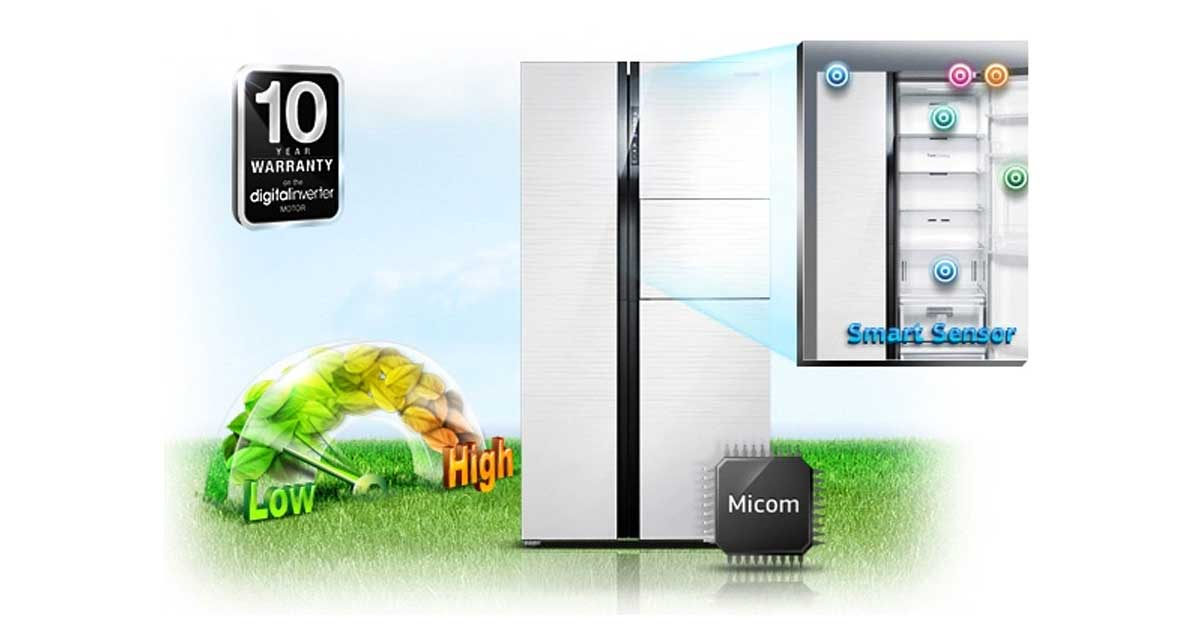 10
YEAR
WARRANTY
on the
digitalinverter
MOTOR
Smart Sensor
Low
High
Micom